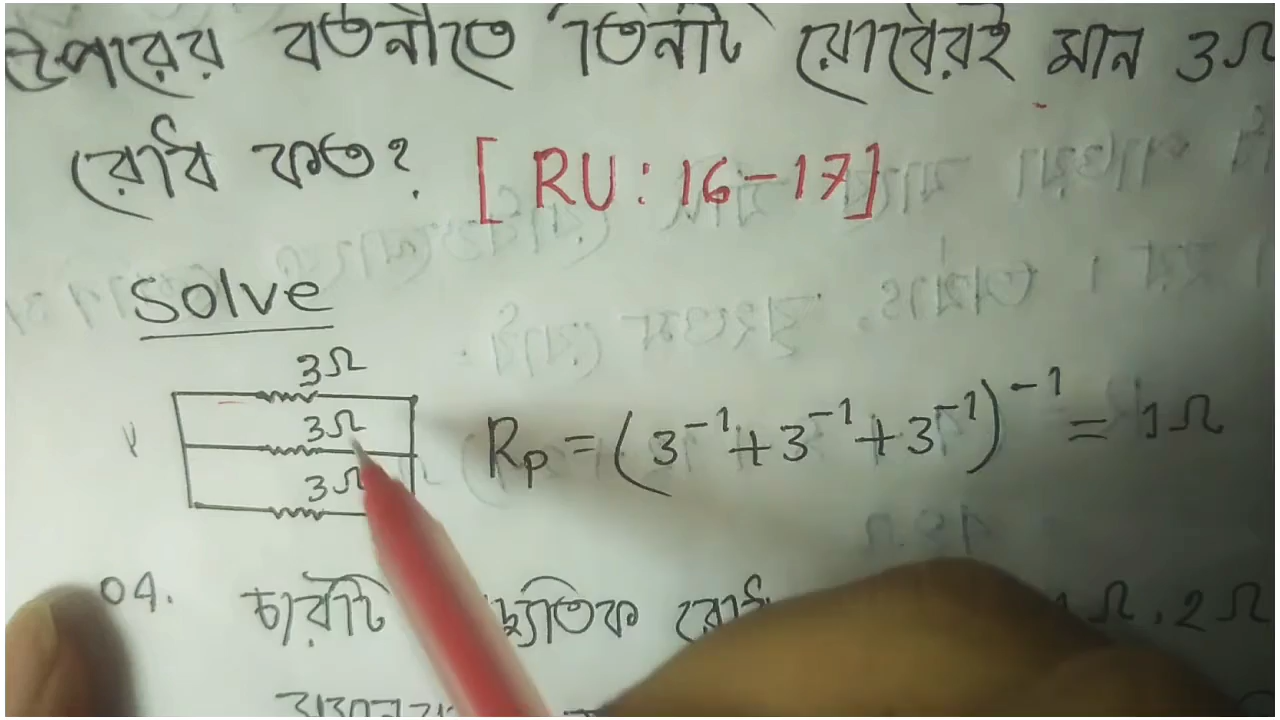 উপরের বর্তনীতে তিনটি রোধেরই মান 3Ω
রোধ কত? [RU: 16-17]
Solve
3Ω
3Ω
3Ω
Rp = (3⁻¹+3⁻¹+3⁻¹)⁻¹ = 1Ω
04. চারটি 1Ω, 2Ω